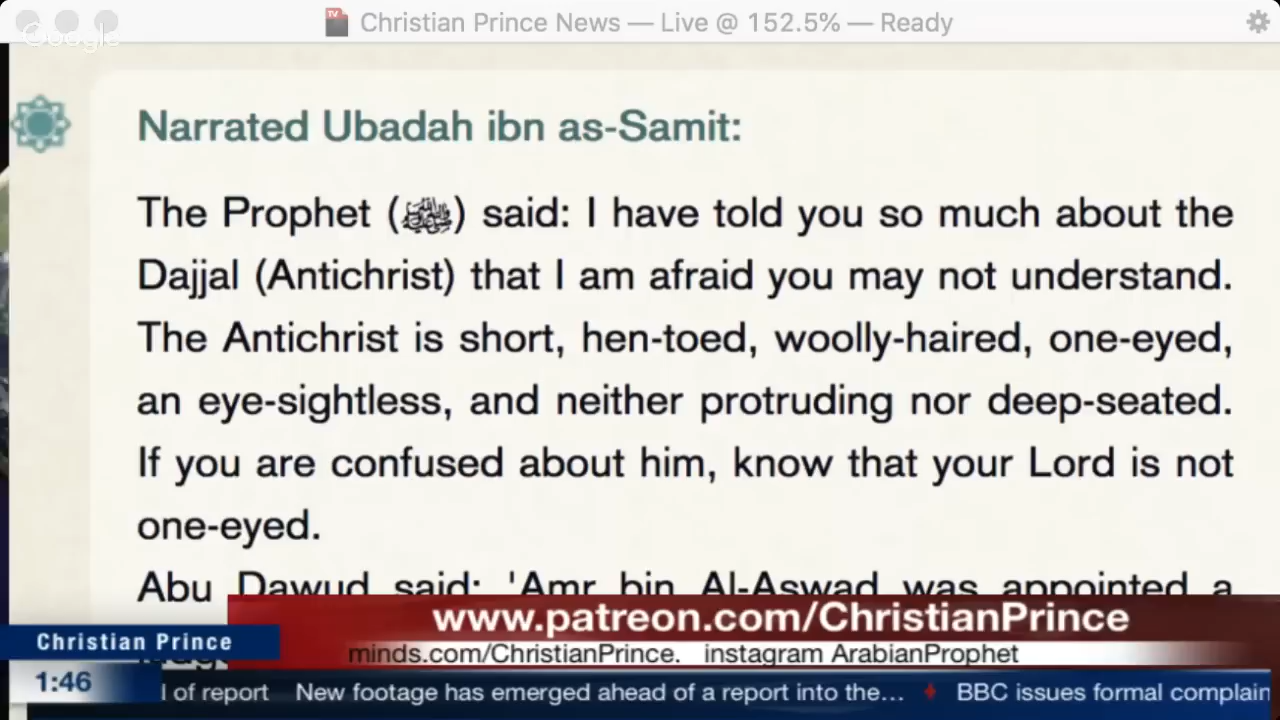 Christian Prince News — Live @ 152.5% — Ready
Google
TV
Narrated Ubadah ibn as-Samit:
The Prophet (ﷺ) said: I have told you so much about the
Dajjal (Antichrist) that I am afraid you may not understand.
The Antichrist is short, hen-toed, woolly-haired, one-eyed,
an eye-sightless, and neither protruding nor deep-seated.
If you are confused about him, know that your Lord is not
one-eyed.
Abu Dawud said: 'Amr bin Al-Aswad was appointed a
www.patreon.com/ChristianPrince
Christian Prince
minds.com/ChristianPrince. instagram ArabianProphet
1:46
l of report New footage has emerged ahead of a report into the... BBC issues formal complain